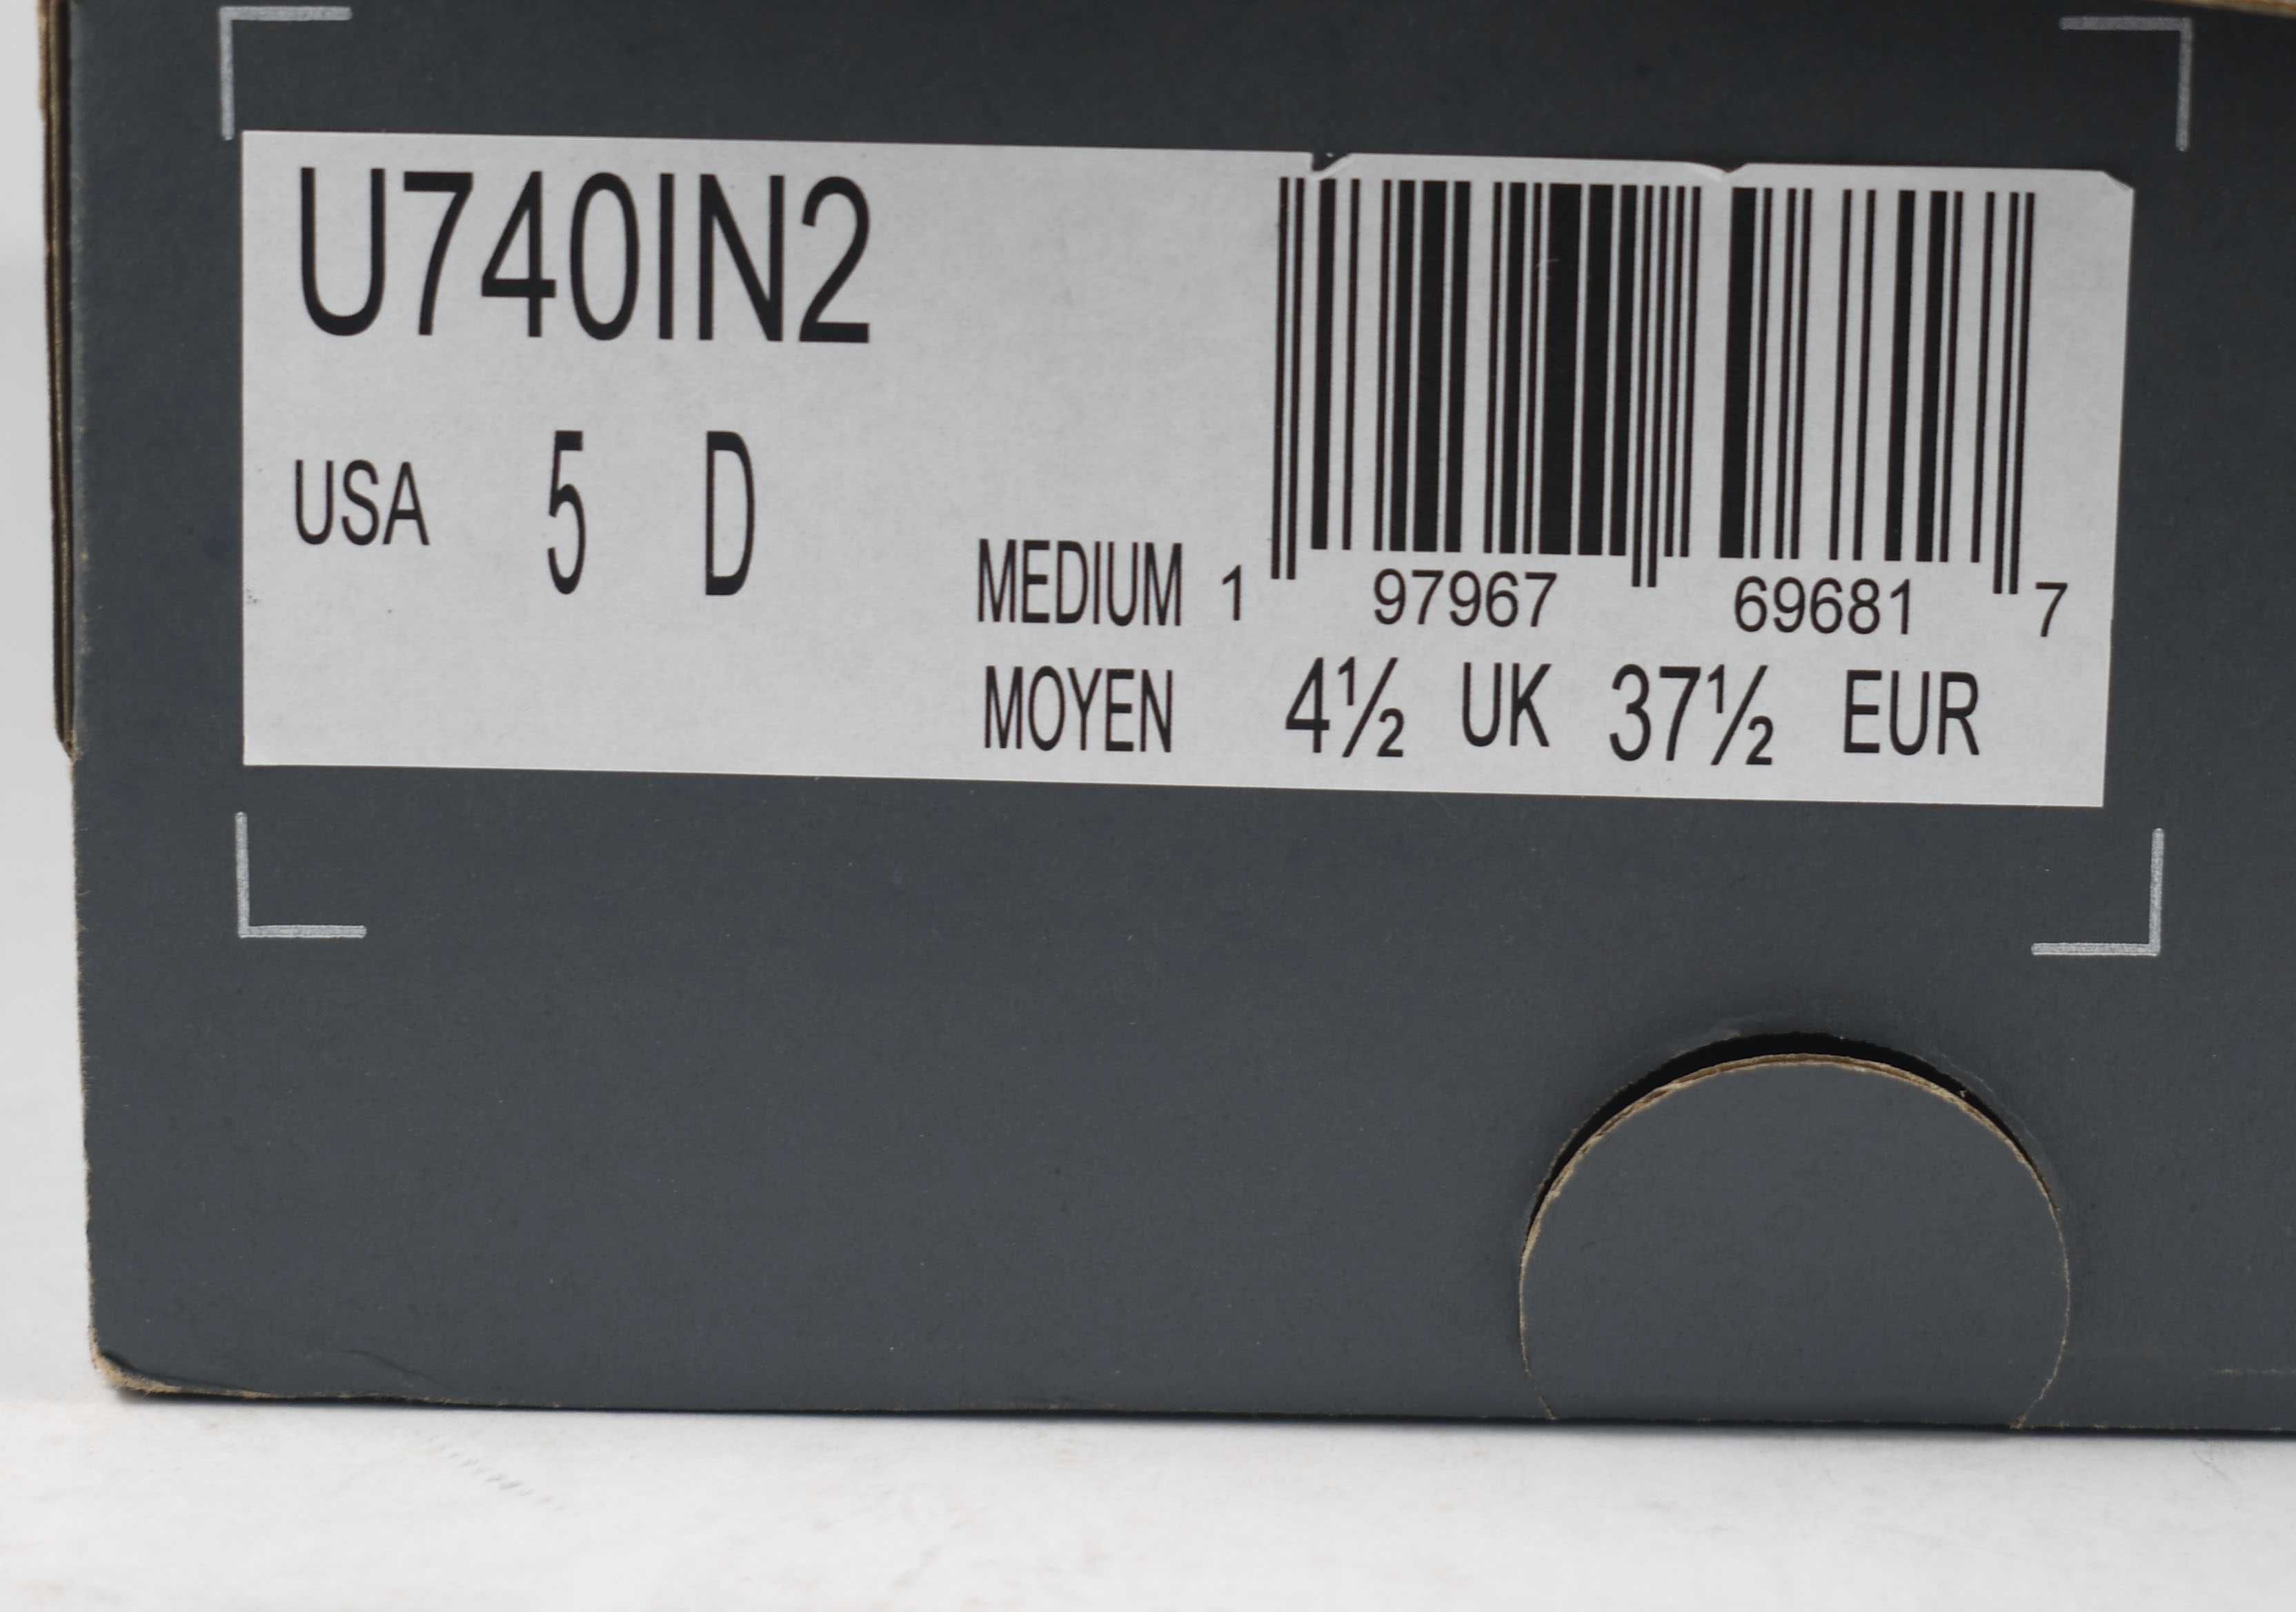 U740IN2
USA 5 D
MEDIUM 1 97967 69681 7
MOYEN 4½ UK 37½ EUR